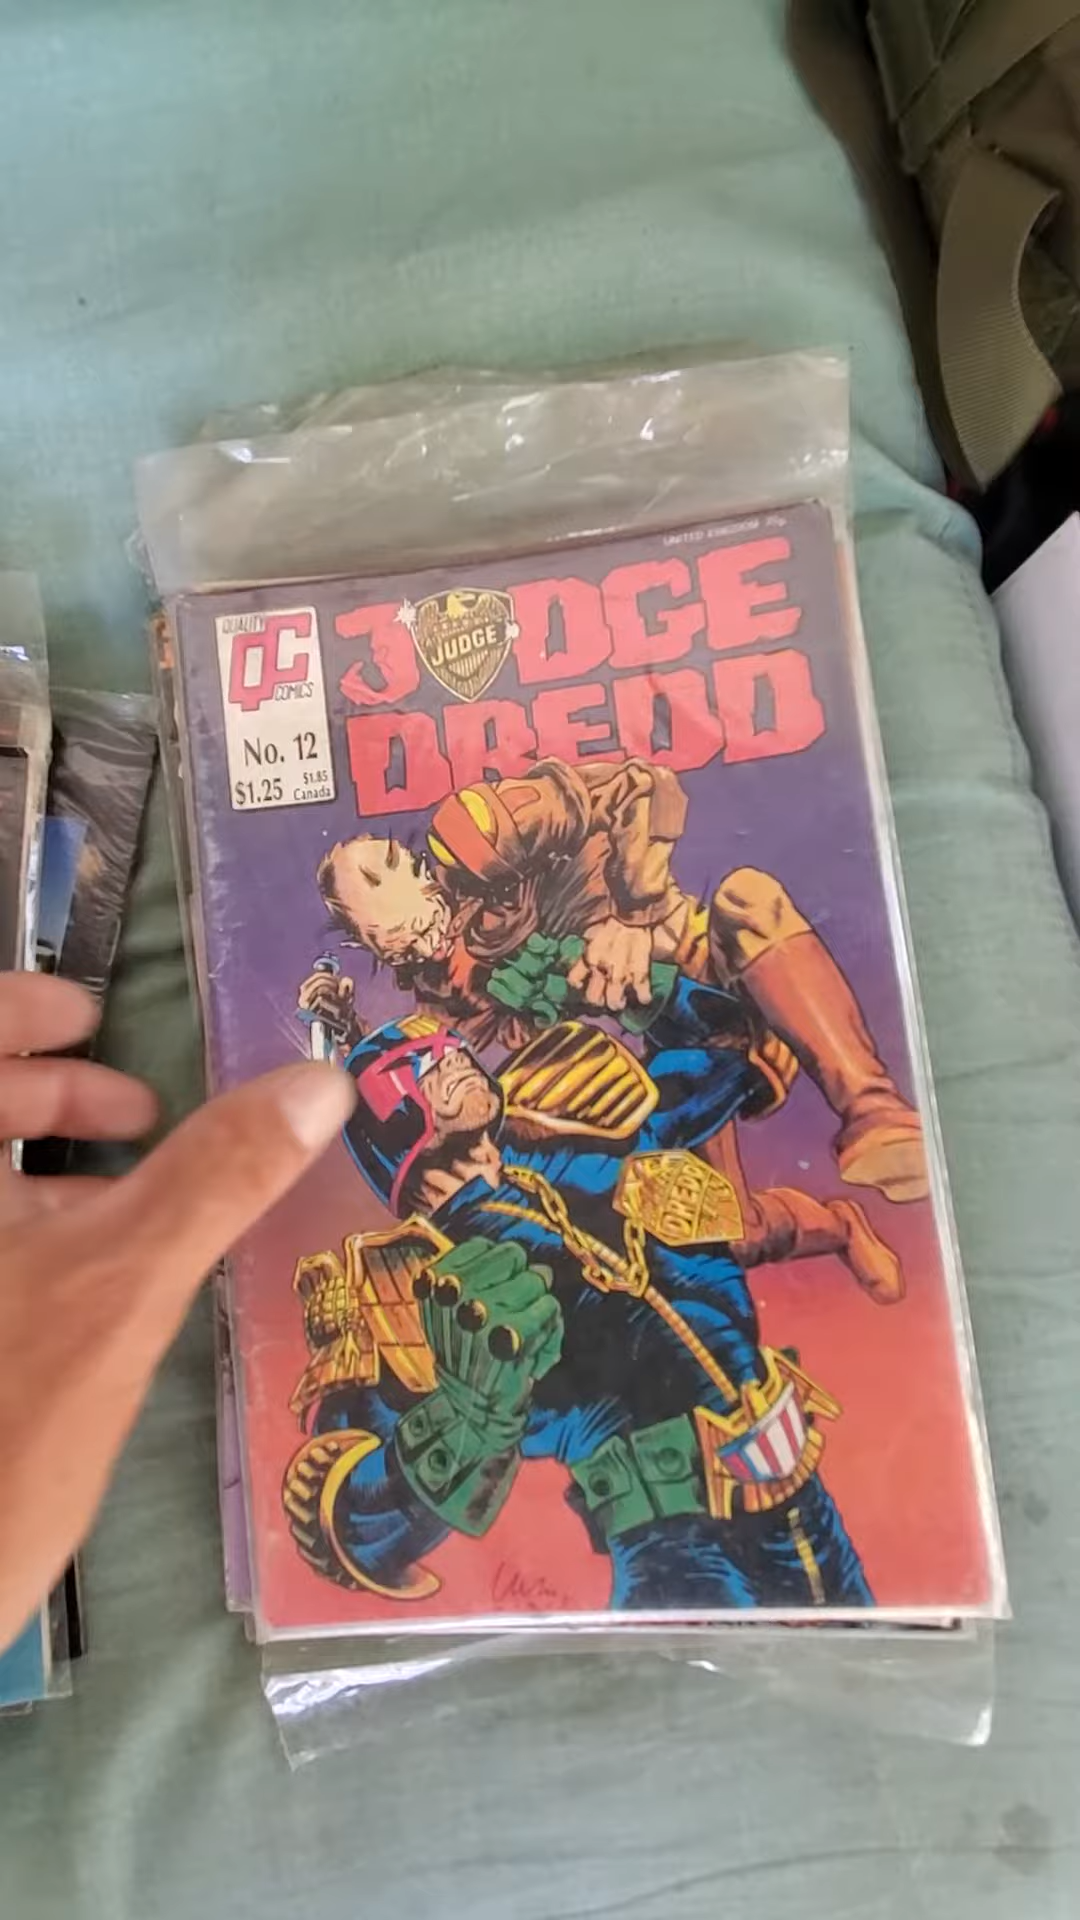 UNITED KINGDOM 70p
QUALITY
QC
COMICS
No. 12
$1.25
$1.85
Canada
JUDGE
JUDGE
DREDD
DREDD